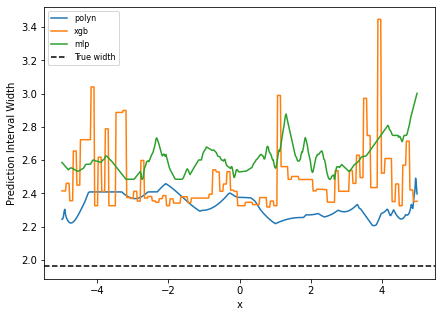 polyn
xgb
mlp
True width
Prediction Interval Width
3.4
3.2
3.0
2.8
2.6
2.4
2.2
2.0
−4
−2
0
2
4
x